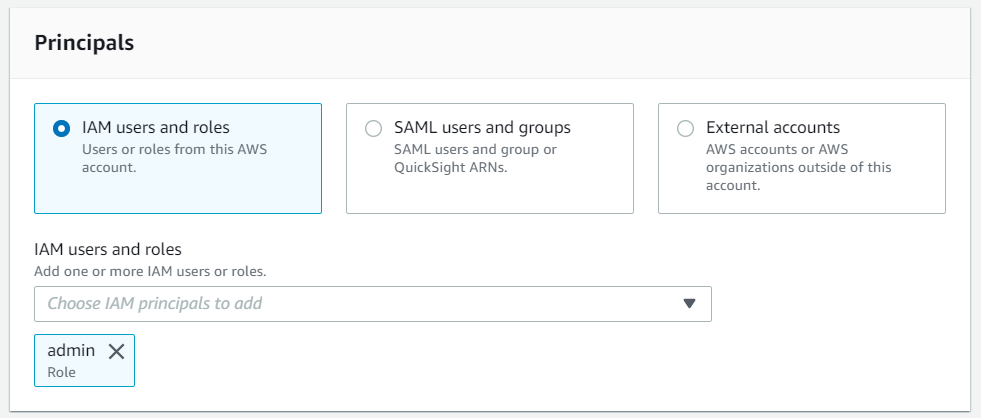 Principals
IAM users and roles
Users or roles from this AWS
account.
SAML users and groups
SAML users and group or
QuickSight ARNs.
External accounts
AWS accounts or AWS
organizations outside of this
account.
IAM users and roles
Add one or more IAM users or roles.
Choose IAM principals to add
admin
Role